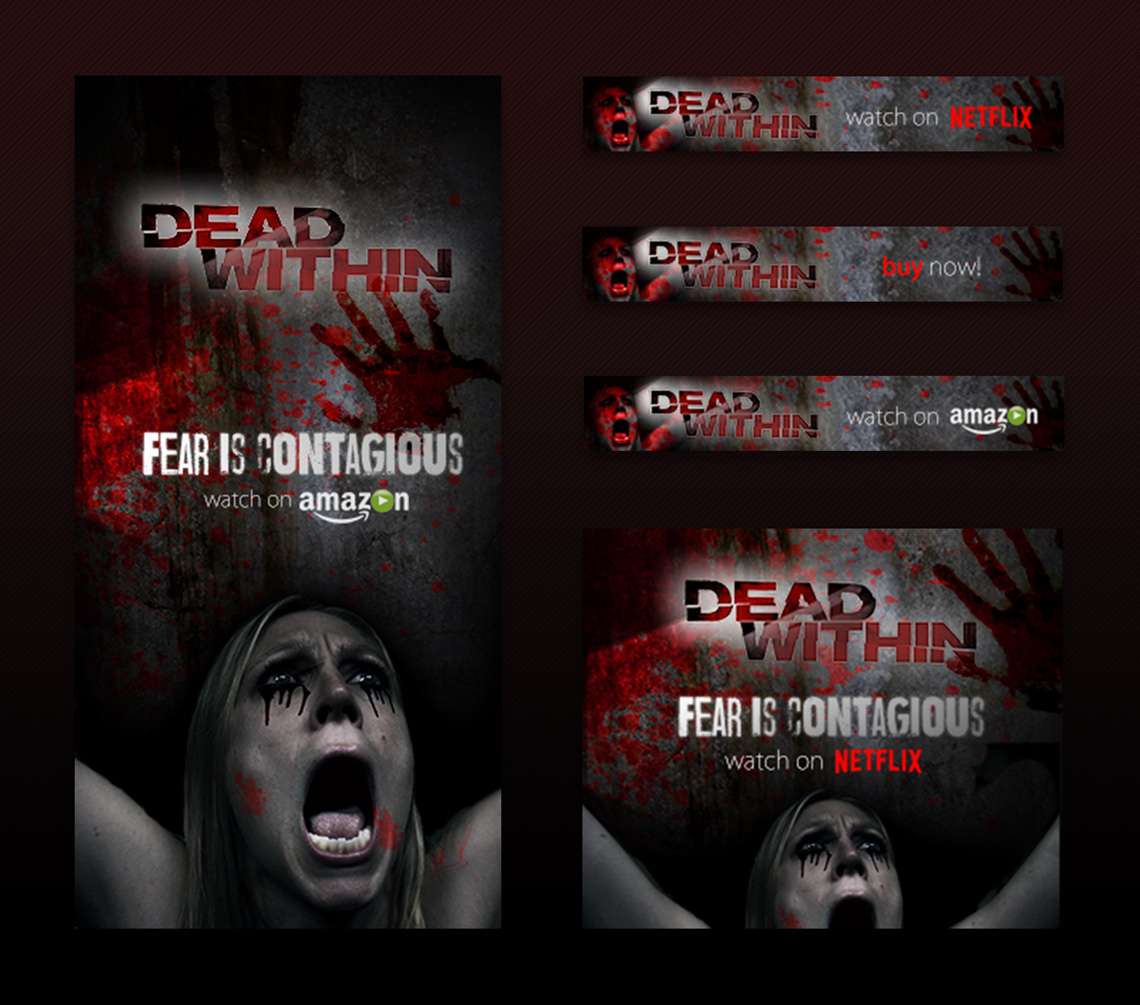 DEAD
WITHIN
FEAR IS CONTAGIOUS
watch on amazon
DEAD
WITHIN
watch on NETFLIX
DEAD
WITHIN
buy now!
DEAD
WITHIN
watch on amazon
DEAD
WITHIN
FEAR IS CONTAGIOUS
watch on NETFLIX